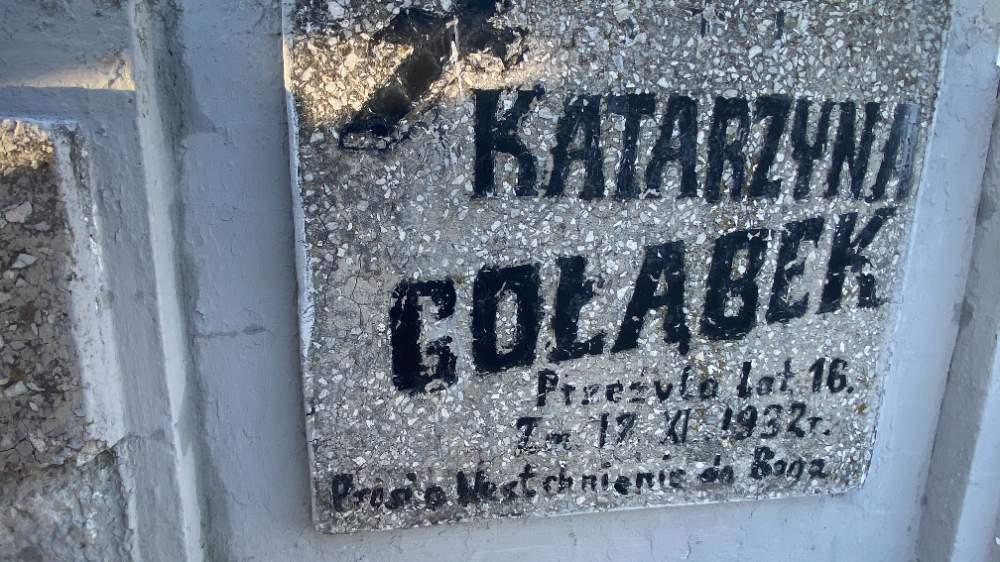 KATARZYNA
GOŁĄBEK
Przeżyła lat 16.
Zm. 17 XI. 1932r.
Prosi o Westchnienie do Boga